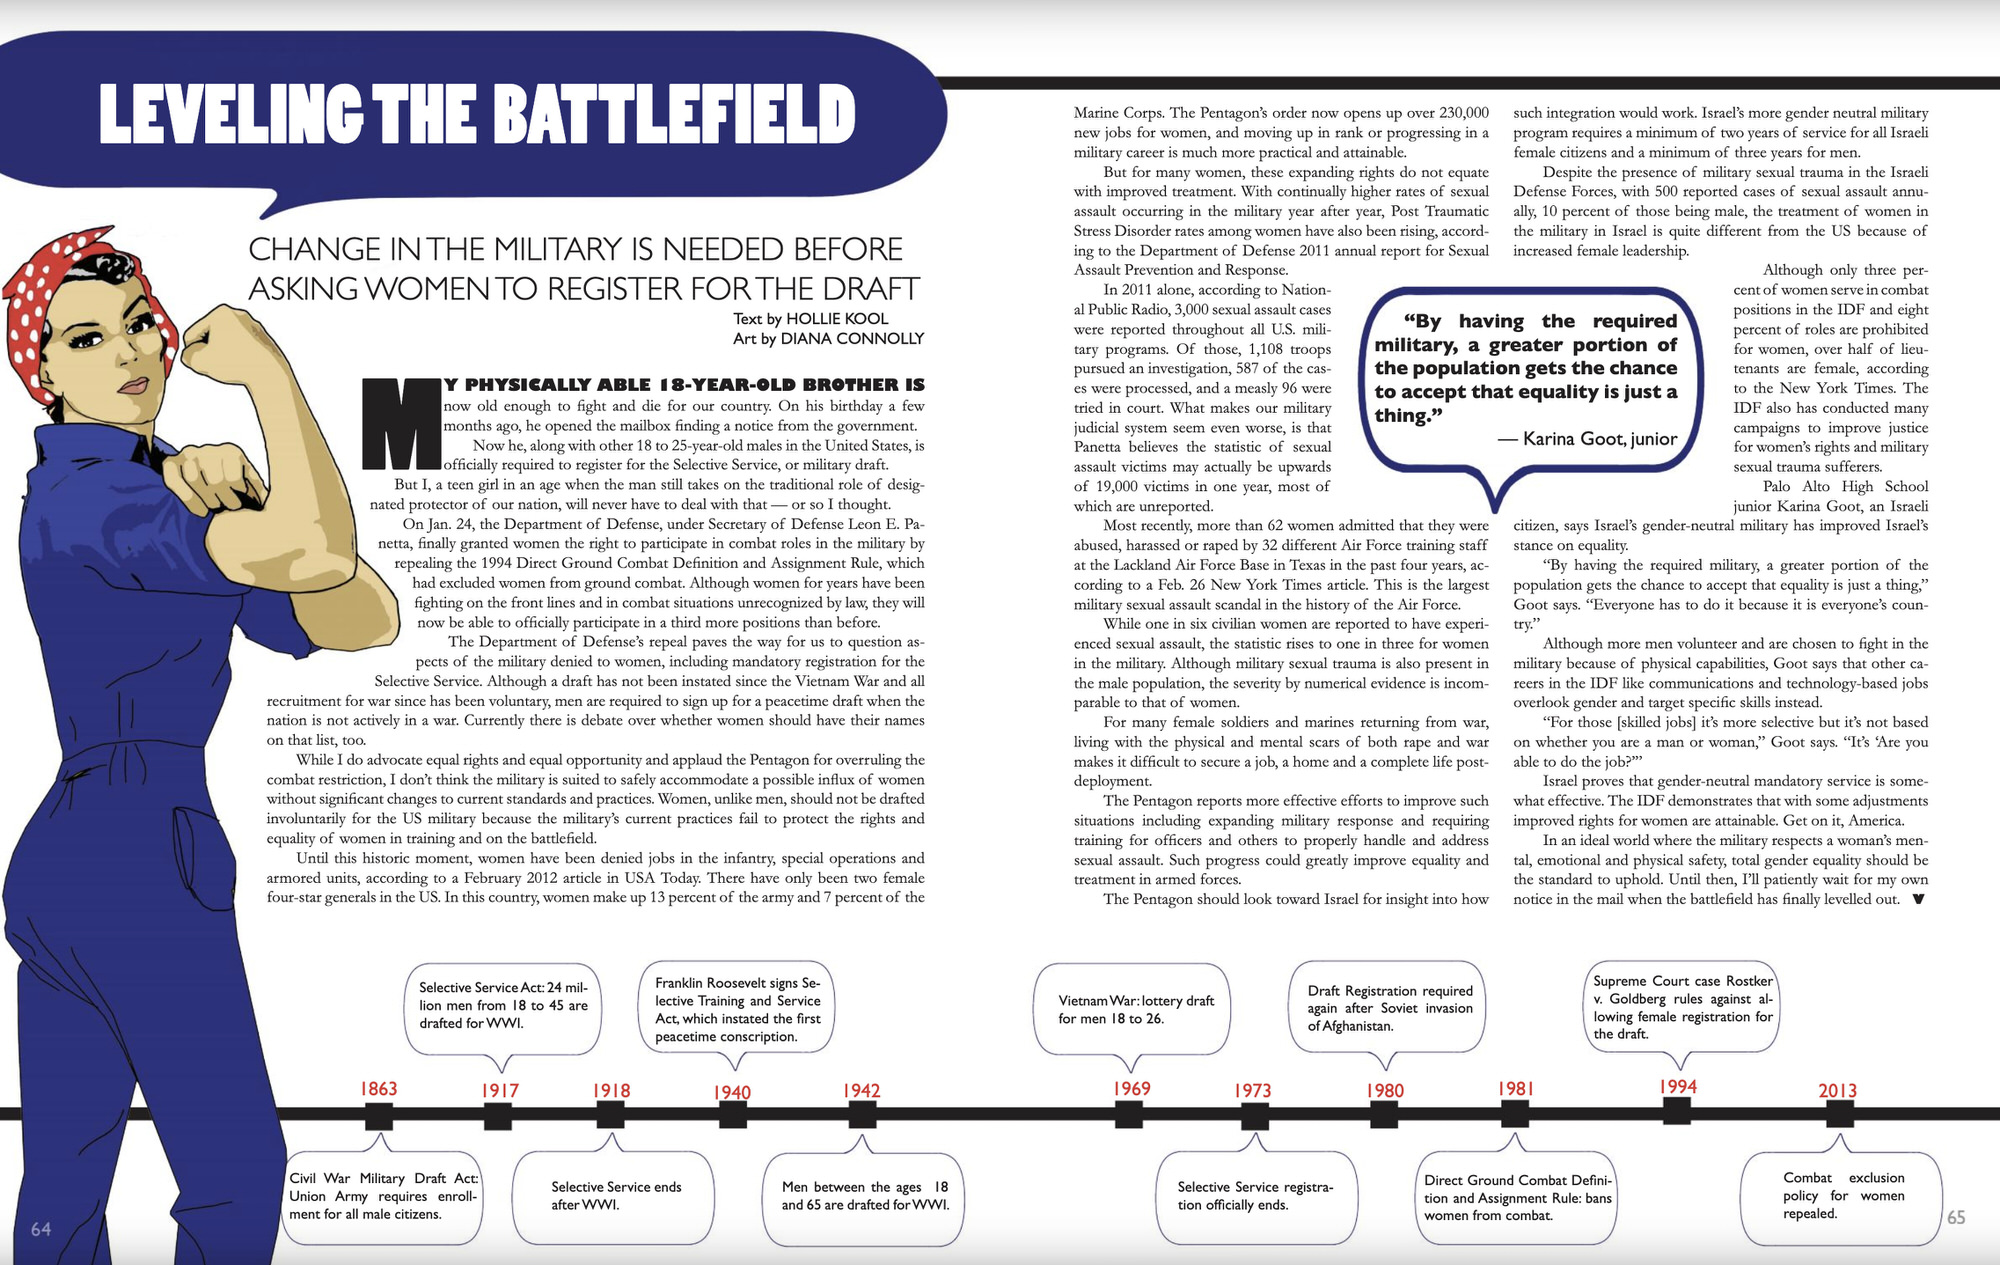 LEVELING THE BATTLEFIELD
CHANGE IN THE MILITARY IS NEEDED BEFORE
ASKING WOMEN TO REGISTER FOR THE DRAFT
Text by HOLLIE KOOL
Art by DIANA CONNOLLY
MY PHYSICALLY ABLE 18-YEAR-OLD BROTHER IS
now old enough to fight and die for our country. On his birthday a few
months ago, he opened the mailbox finding a notice from the government.
Now he, along with other 18 to 25-year-old males in the United States, is
officially required to register for the Selective Service, or military draft.
But I, a teen girl in an age when the man still takes on the traditional role of desig-
nated protector of our nation, will never have to deal with that — or so I thought.
On Jan. 24, the Department of Defense, under Secretary of Defense Leon E. Pa-
netta, finally granted women the right to participate in combat roles in the military by
repealing the 1994 Direct Ground Combat Definition and Assignment Rule, which
had excluded women from ground combat. Although women for years have been
fighting on the front lines and in combat situations unrecognized by law, they will
now be able to officially participate in a third more positions than before.
The Department of Defense's repeal paves the way for us to question as-
pects of the military denied to women, including mandatory registration for the
Selective Service. Although a draft has not been instated since the Vietnam War and all
recruitment for war since has been voluntary, men are required to sign up for a peacetime draft when the
nation is not actively in a war. Currently there is debate over whether women should have their names
on that list, too.
While I do advocate equal rights and equal opportunity and applaud the Pentagon for overruling the
combat restriction, I don't think the military is suited to safely accommodate a possible influx of women
without significant changes to current standards and practices. Women, unlike men, should not be drafted
involuntarily for the US military because the military's current practices fail to protect the rights and
equality of women in training and on the battlefield.
Until this historic moment, women have been denied jobs in the infantry, special operations and
armored units, according to a February 2012 article in USA Today. There have only been two female
four-star generals in the US. In this country, women make up 13 percent of the army and 7 percent of the
Marine Corps. The Pentagon's order now opens up over 230,000
new jobs for women, and moving up in rank or progressing in a
military career is much more practical and attainable.
But for many women, these expanding rights do not equate
with improved treatment. With continually higher rates of sexual
assault occurring in the military year after year, Post Traumatic
Stress Disorder rates among women have also been rising, accord-
ing to the Department of Defense 2011 annual report for Sexual
Assault Prevention and Response.
In 2011 alone, according to Nation-
al Public Radio, 3,000 sexual assault cases
were reported throughout all U.S. mili-
tary programs. Of those, 1,108 troops
pursued an investigation, 587 of the cas-
es were processed, and a measly 96 were
tried in court. What makes our military
judicial system seem even worse, is that
Panetta believes the statistic of sexual
assault victims may actually be upwards
of 19,000 victims in one year, most of
which are unreported.
Most recently, more than 62 women admitted that they were
abused, harassed or raped by 32 different Air Force training staff
at the Lackland Air Force Base in Texas in the past four years, ac-
cording to a Feb. 26 New York Times article. This is the largest
military sexual assault scandal in the history of the Air Force.
While one in six civilian women are reported to have experi-
enced sexual assault, the statistic rises to one in three for women
in the military. Although military sexual trauma is also present in
the male population, the severity by numerical evidence is incom-
parable to that of women.
For many female soldiers and marines returning from war,
living with the physical and mental scars of both rape and war
makes it difficult to secure a job, a home and a complete life post-
deployment.
The Pentagon reports more effective efforts to improve such
situations including expanding military response and requiring
training for officers and others to properly handle and address
sexual assault. Such progress could greatly improve equality and
treatment in armed forces.
The Pentagon should look toward Israel for insight into how
such integration would work. Israel's more gender neutral military
program requires a minimum of two years of service for all Israeli
female citizens and a minimum of three years for men.
Despite the presence of military sexual trauma in the Israeli
Defense Forces, with 500 reported cases of sexual assault annu-
ally, 10 percent of those being male, the treatment of women in
the military in Israel is quite different from the US because of
increased female leadership.
Although only three per-
cent of women serve in combat
positions in the IDF and eight
percent of roles are prohibited
for women, over half of lieu-
tenants are female, according
to the New York Times. The
IDF also has conducted many
campaigns to improve justice
for women's rights and military
sexual trauma sufferers.
Palo Alto High School
junior Karina Goot, an Israeli
citizen, says Israel's gender-neutral military has improved Israel's
stance on equality.
"By having the required military, a greater portion of the
population gets the chance to accept that equality is just a thing,"
Goot says. "Everyone has to do it because it is everyone's coun-
try."
Although more men volunteer and are chosen to fight in the
military because of physical capabilities, Goot says that other ca-
reers in the IDF like communications and technology-based jobs
overlook gender and target specific skills instead.
"For those [skilled jobs] it's more selective but it's not based
on whether you are a man or woman," Goot says. "It's 'Are you
able to do the job?'"
Israel proves that gender-neutral mandatory service is some-
what effective. The IDF demonstrates that with some adjustments
improved rights for women are attainable. Get on it, America.
In an ideal world where the military respects a woman's men-
tal, emotional and physical safety, total gender equality should be
the standard to uphold. Until then, I'll patiently wait for my own
notice in the mail when the battlefield has finally levelled out. V
"By having the required
military, a greater portion of
the population gets the chance
to accept that equality is just a
thing."
— Karina Goot, junior
1863
Civil War Military Draft Act:
Union Army requires enroll-
ment for all male citizens.
1917
Selective Service Act: 24 mil-
lion men from 18 to 45 are
drafted for WWI.
1918
Selective Service ends
after WWI.
1940
Franklin Roosevelt signs Se-
lective Training and Service
Act, which instated the first
peacetime conscription.
1942
Men between the ages 18
and 65 are drafted for WWI.
1969
Vietnam War: lottery draft
for men 18 to 26.
1973
Selective Service registra-
tion officially ends.
1980
Draft Registration required
again after Soviet invasion
of Afghanistan.
1981
Direct Ground Combat Defini-
tion and Assignment Rule: bans
women from combat.
1994
Supreme Court case Rostker
v. Goldberg rules against al-
lowing female registration for
the draft.
2013
Combat exclusion
policy for women
repealed.
64
65